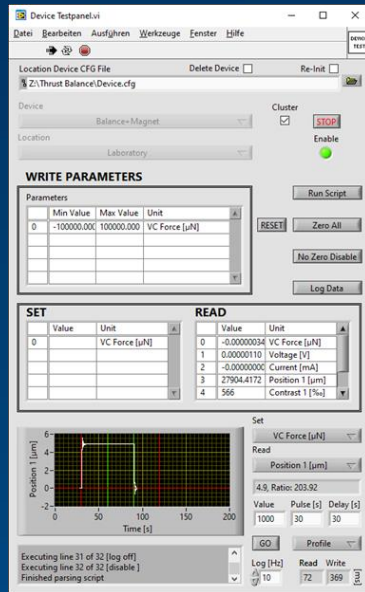 Device Testpanel.vi
Datei Bearbeiten Ausführen Werkzeuge Fenster Hilfe
DEVIC
TEST
Location Device CFG File Delete Device Re-Init
Z:\Thrust Balance\Device.cfg
Device
Balance+Magnet
Cluster
STOP
Location
Enable
Laboratory
WRITE PARAMETERS
Parameters
Min Value Max Value Unit
0 -100000.000 100000.000 VC Force [µN]
Run Script
RESET Zero All
No Zero Disable
Log Data
SET
Value Unit
0 VC Force [µN]
READ
Value Unit
0 -0.00000034 VC Force [µN]
1 0.00000110 Voltage [V]
2 -0.0000000 Current [mA]
3 27904.4172 Position 1 [µm]
4 566 Contrast 1 [‰]
Set
VC Force [µN]
Read
Position 1 [µm]
4.9, Ratio: 203.92
Value Pulse [s] Delay [s]
1000 30 30
GO Profile
Log [Hz] Read Write
10 72 369 [ms]
Position 1 [µm]
6
4
2
0
-2
0 50 100 150 200
Time [s]
Executing line 31 of 32 [log off]
Executing line 32 of 32 [disable ]
Finished parsing script